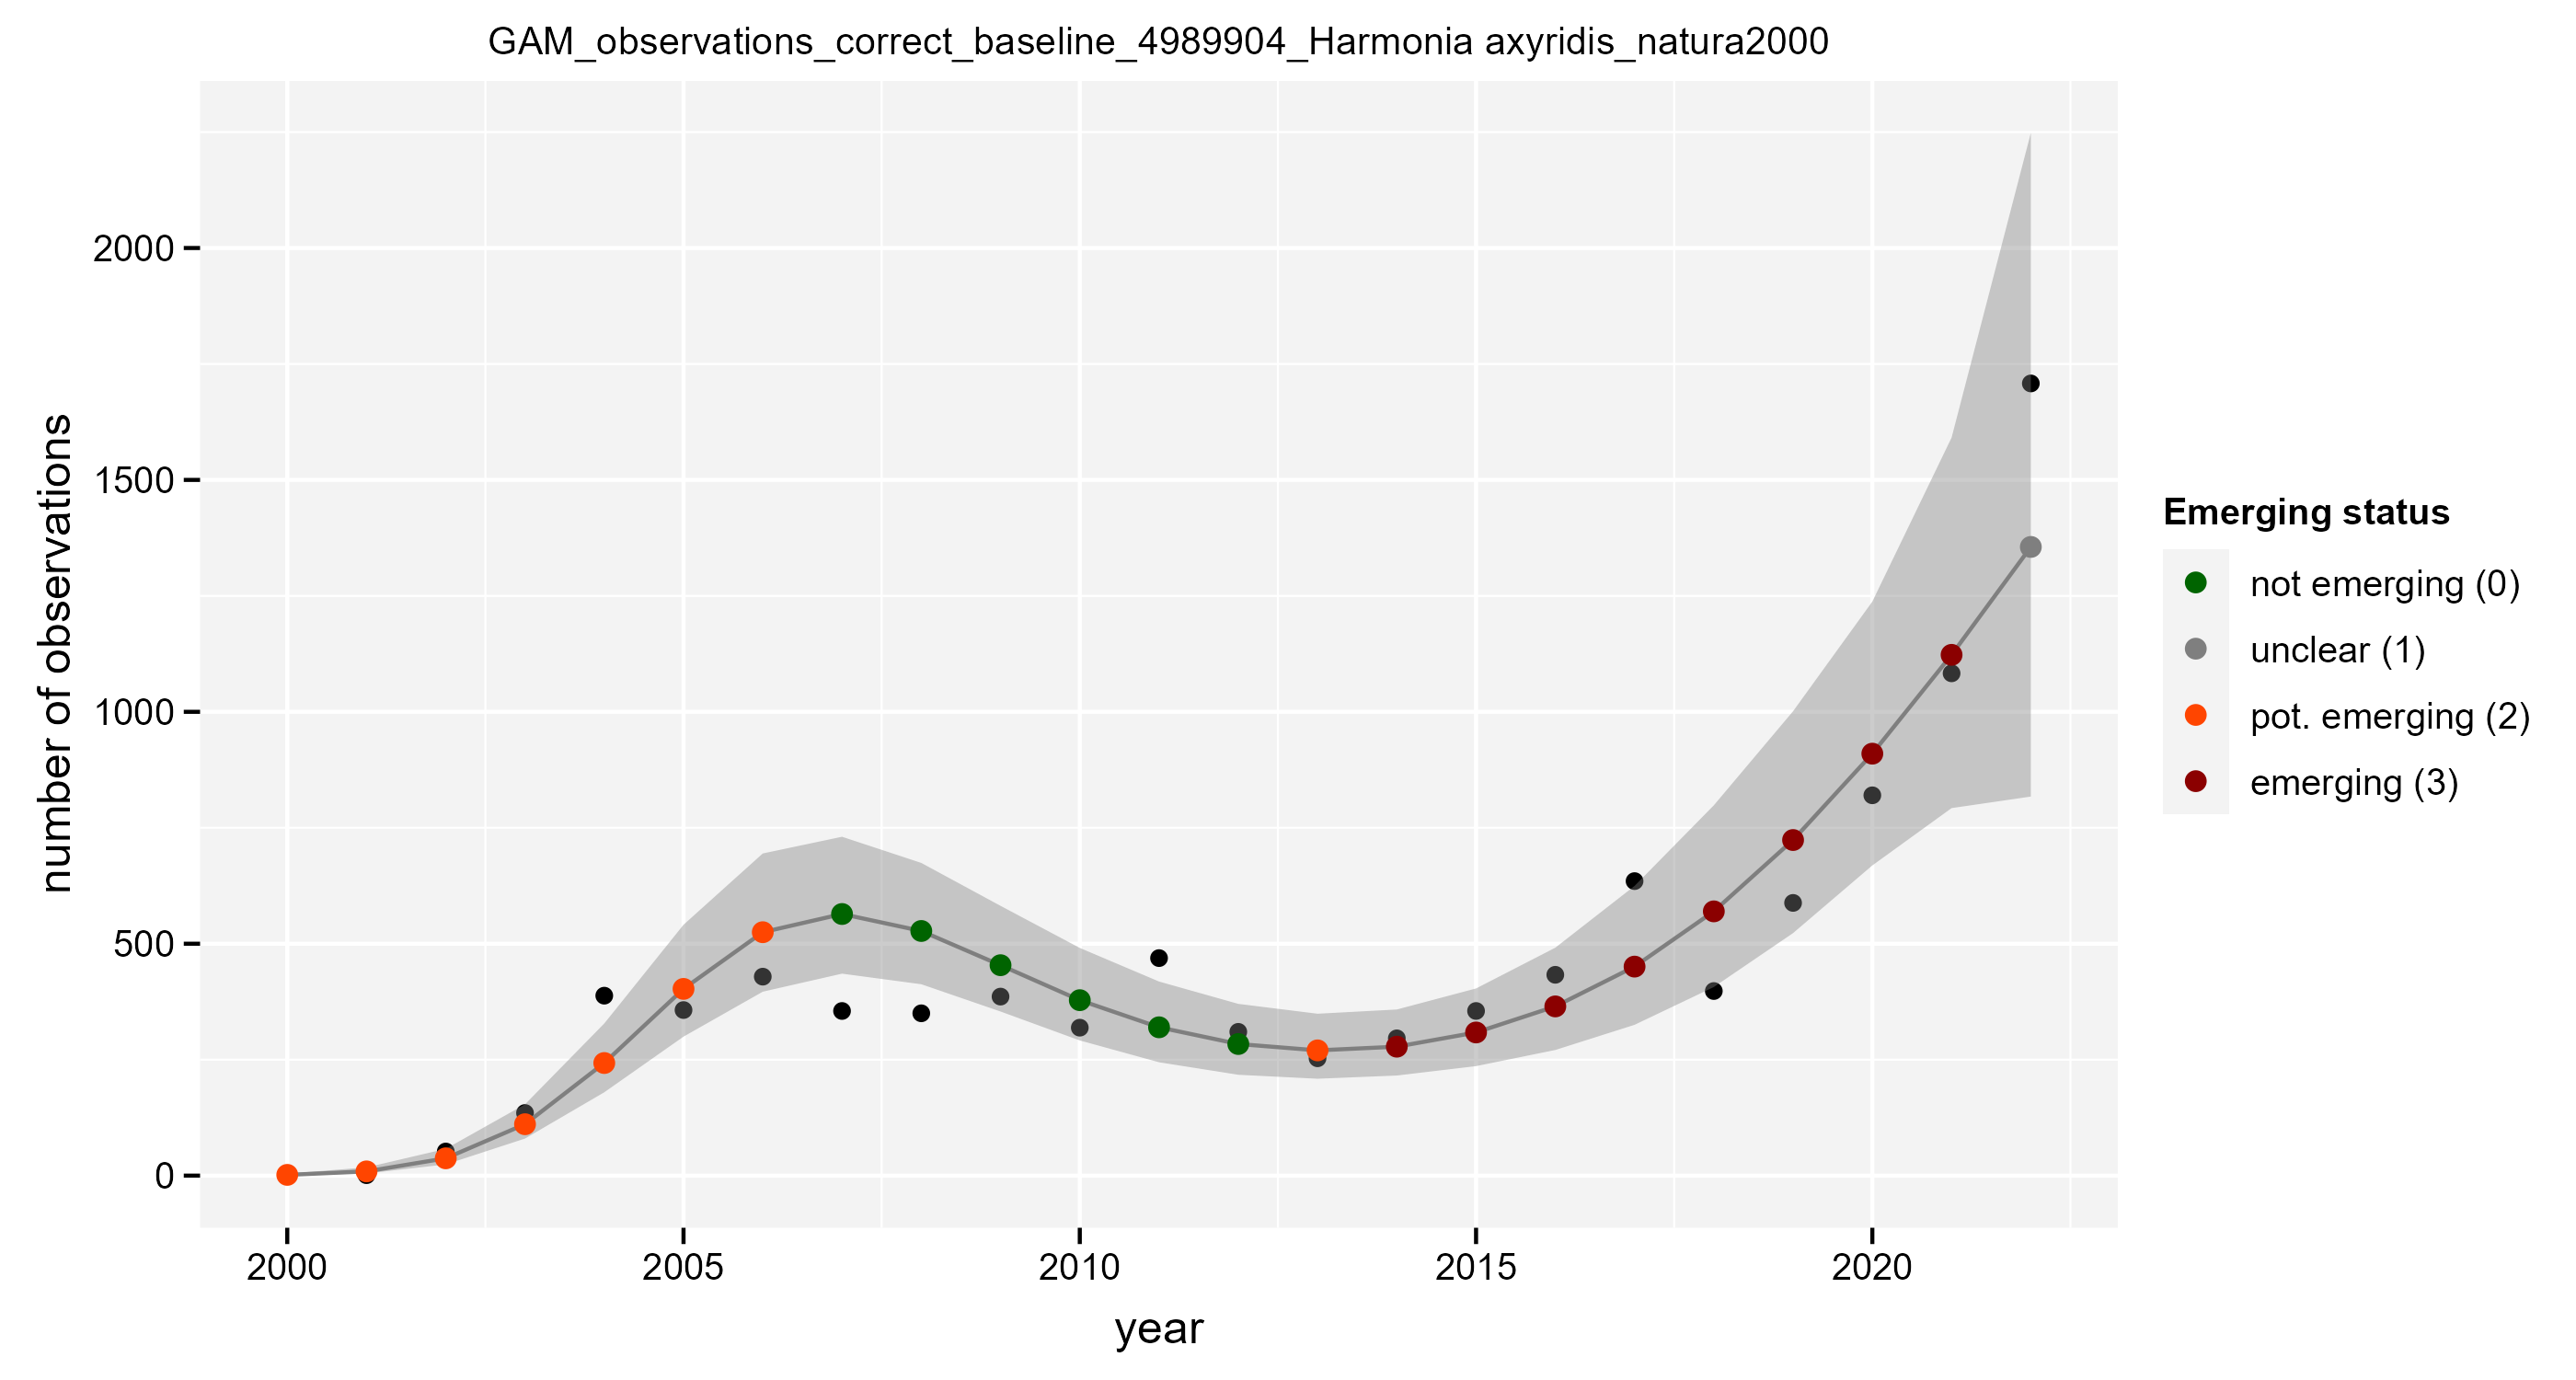 GAM_observations_correct_baseline_4989904_Harmonia axyridis_natura2000
number of observations
2000
1500
1000
500
0
2000 2005 2010 2015 2020
year
Emerging status
not emerging (0)
unclear (1)
pot. emerging (2)
emerging (3)